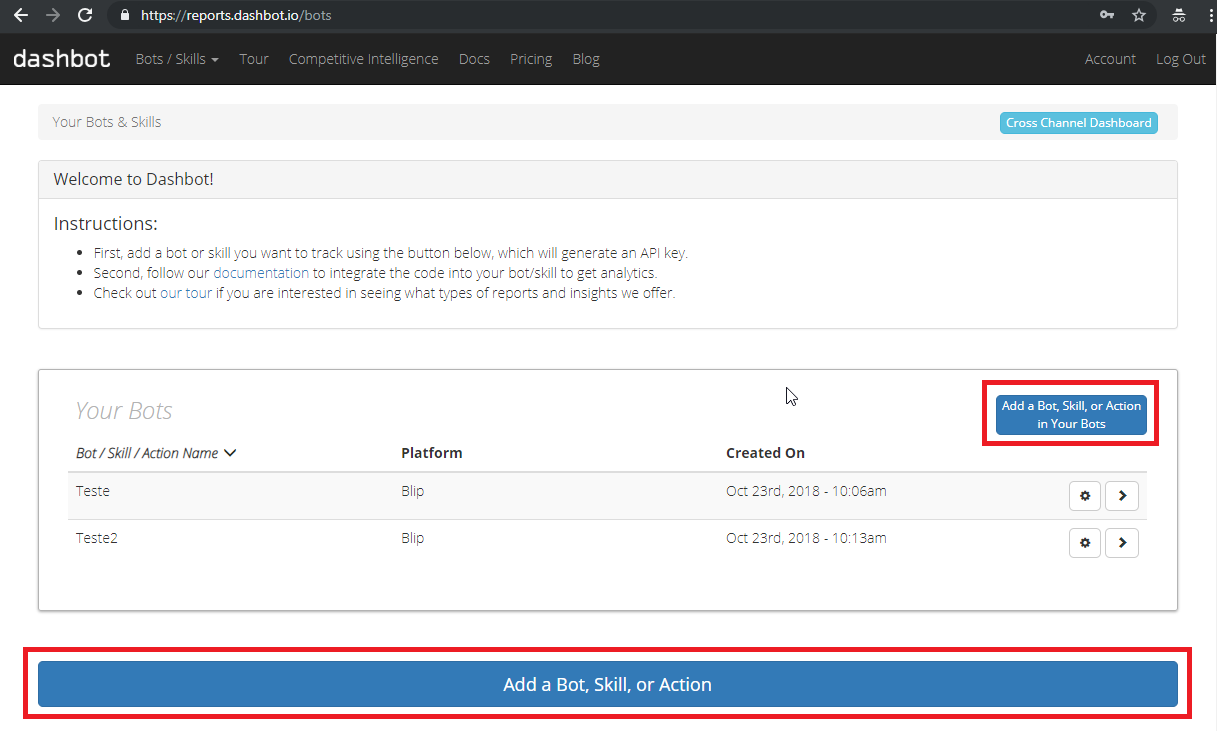 https://reports.dashbot.io/bots
dashbot Bots / Skills Tour Competitive Intelligence Docs Pricing Blog Account Log Out
Your Bots & Skills Cross Channel Dashboard
Welcome to Dashbot!
Instructions:
• First, add a bot or skill you want to track using the button below, which will generate an API key.
• Second, follow our documentation to integrate the code into your bot/skill to get analytics.
• Check out our tour if you are interested in seeing what types of reports and insights we offer.
Your Bots
Add a Bot, Skill, or Action
in Your Bots
Bot / Skill / Action Name Platform Created On
Teste Blip Oct 23rd, 2018 - 10:06am
Teste2 Blip Oct 23rd, 2018 - 10:13am
Add a Bot, Skill, or Action